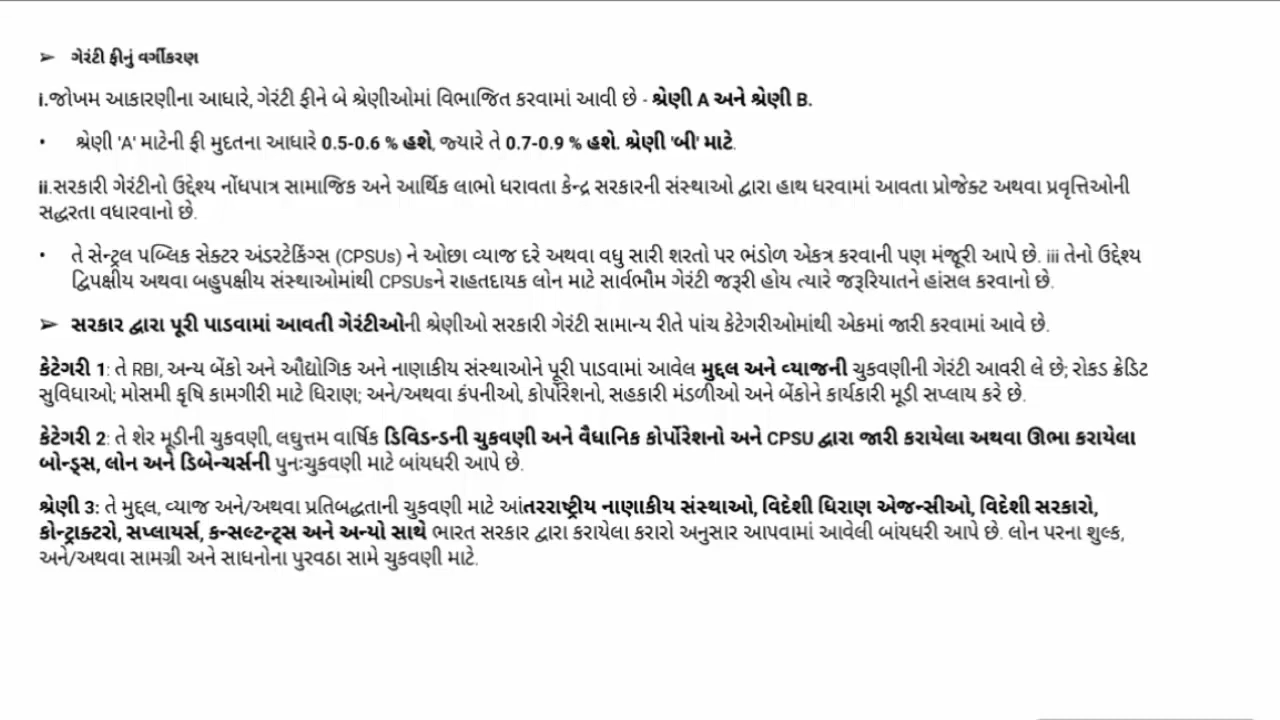 ➢ ગેરંટી ફીનું વર્ગીકરણ
i.જોખમ આકારણીના આધારે, ગેરંટી ફીને બે શ્રેણીઓમાં વિભાજિત કરવામાં આવી છે - શ્રેણી A અને શ્રેણી B.
• શ્રેણી 'A' માટેની ફી મુદતના આધારે 0.5-0.6 % હશે, જ્યારે તે 0.7-0.9 % હશે. શ્રેણી 'બી' માટે.
ii.સરકારી ગેરંટીનો ઉદ્દેશ્ય નોંધપાત્ર સામાજિક અને આર્થિક લાભો ધરાવતા કેન્દ્ર સરકારની સંસ્થાઓ દ્વારા હાથ ધરવામાં આવતા પ્રોજેક્ટ અથવા પ્રવૃત્તિઓની
સદ્ધરતા વધારવાનો છે.
• તે સેન્ટ્રલ પબ્લિક સેક્ટર અંડરટેકિંગ્સ (CPSUs) ને ઓછા વ્યાજ દરે અથવા વધુ સારી શરતો પર ભંડોળ એકત્ર કરવાની પણ મંજૂરી આપે છે. iii તેનો ઉદ્દેશ્ય
દ્વિપક્ષીય અથવા બહુપક્ષીય સંસ્થાઓમાંથી CPSUsને રાહતદાયક લોન માટે સાર્વભૌમ ગેરંટી જરૂરી હોય ત્યારે જરૂરિયાતને હાંસલ કરવાનો છે.
➢ સરકાર દ્વારા પૂરી પાડવામાં આવતી ગેરંટીઓની શ્રેણીઓ સરકારી ગેરંટી સામાન્ય રીતે પાંચ કેટેગરીઓમાંથી એકમાં જારી કરવામાં આવે છે.
કેટેગરી 1: તે RBI, અન્ય બેંકો અને ઔદ્યોગિક અને નાણાકીય સંસ્થાઓને પૂરી પાડવામાં આવેલ મુદ્દલ અને વ્યાજની ચુકવણીની ગેરંટી આવરી લે છે; રોકડ ક્રેડિટ
સુવિધાઓ; મોસમી કૃષિ કામગીરી માટે ધિરાણ; અને/અથવા કંપનીઓ, કોર્પોરેશનો, સહકારી મંડળીઓ અને બેંકોને કાર્યકારી મૂડી સપ્લાય કરે છે.
કેટેગરી 2: તે શેર મૂડીની ચુકવણી, લઘુત્તમ વાર્ષિક ડિવિડન્ડની ચુકવણી અને વૈધાનિક કોર્પોરેશનો અને CPSU દ્વારા જારી કરાયેલા અથવા ઊભા કરાયેલા
બોન્ડ્સ, લોન અને ડિબેન્ચર્સની પુનઃચુકવણી માટે બાંયધરી આપે છે.
શ્રેણી 3: તે મુદ્દલ, વ્યાજ અને/અથવા પ્રતિબદ્ધતાની ચુકવણી માટે આંતરરાષ્ટ્રીય નાણાકીય સંસ્થાઓ, વિદેશી ધિરાણ એજન્સીઓ, વિદેશી સરકારો,
કોન્ટ્રાક્ટરો, સપ્લાયર્સ, કન્સલ્ટન્ટ્સ અને અન્યો સાથે ભારત સરકાર દ્વારા કરાયેલા કરારો અનુસાર આપવામાં આવેલી બાંયધરી આપે છે. લોન પરના શુલ્ક,
અને/અથવા સામગ્રી અને સાધનોના પુરવઠા સામે ચુકવણી માટે.